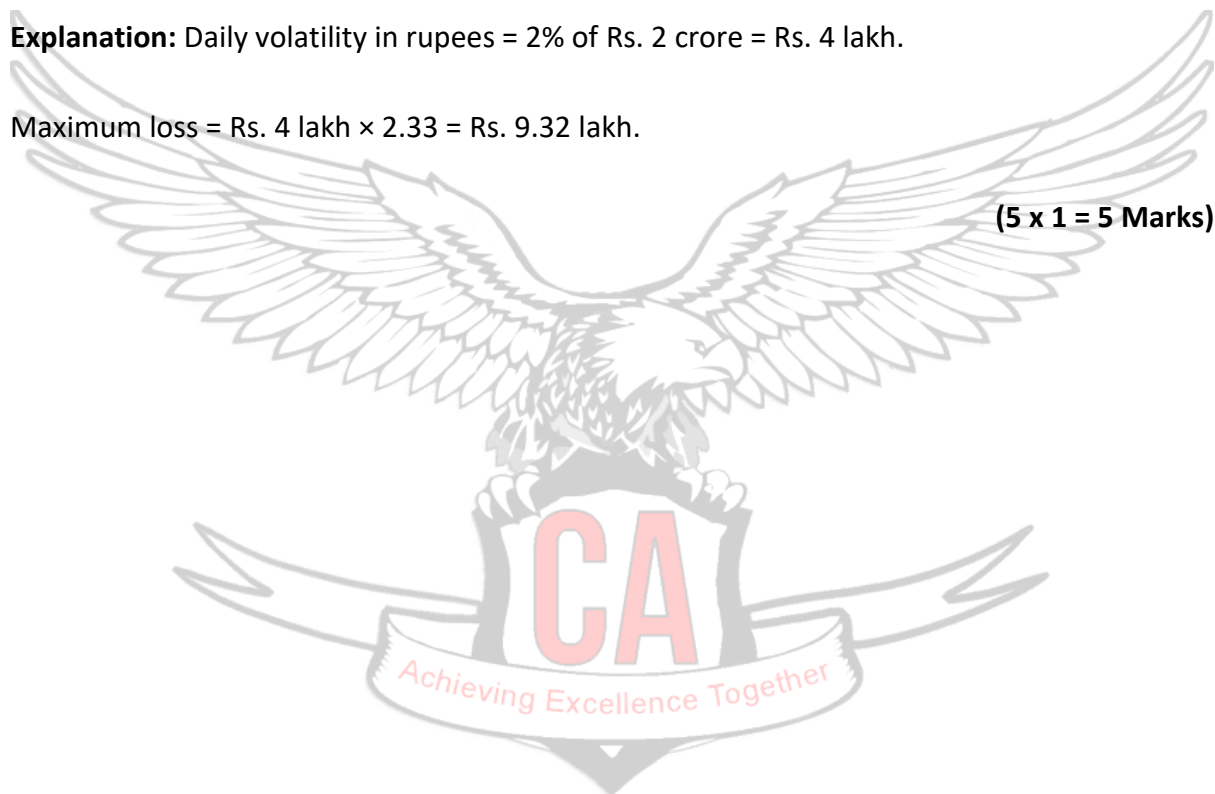 Explanation: Daily volatility in rupees = 2% of Rs. 2 crore = Rs. 4 lakh.
Maximum loss = Rs. 4 lakh × 2.33 = Rs. 9.32 lakh.
(5 x 1 = 5 Marks)
CA
Achieving Excellence Together